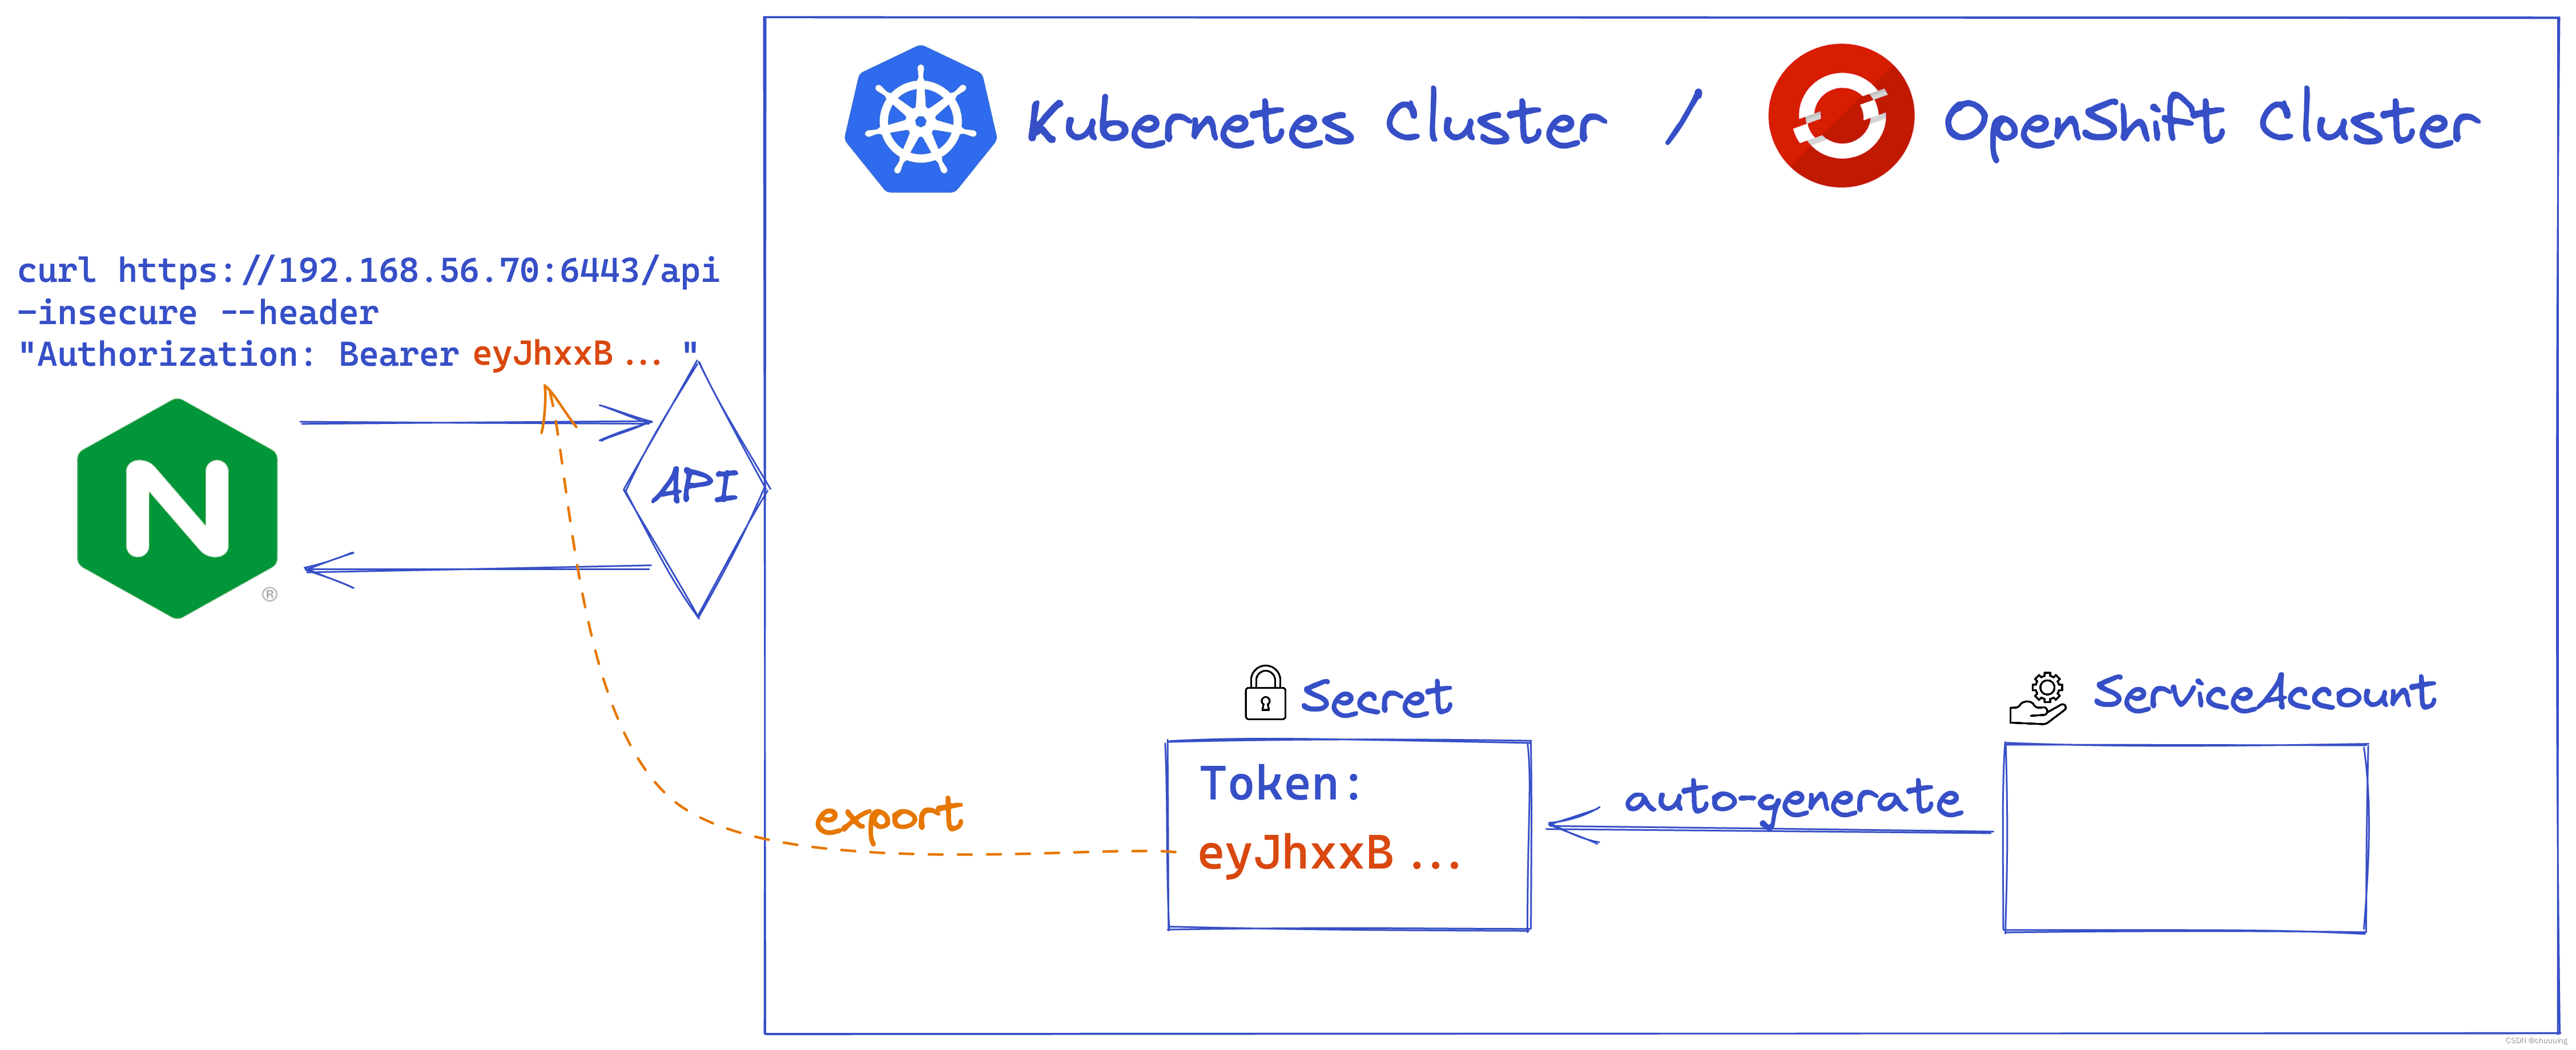 Kubernetes Cluster / OpenShift Cluster
curl https://192.168.56.70:6443/api
-insecure --header
"Authorization: Bearer eyJhxxB ... "
N
®
API
Secret
ServiceAccount
Token:
eyJhxxB ...
auto-generate
export
CSDN @chuuuing